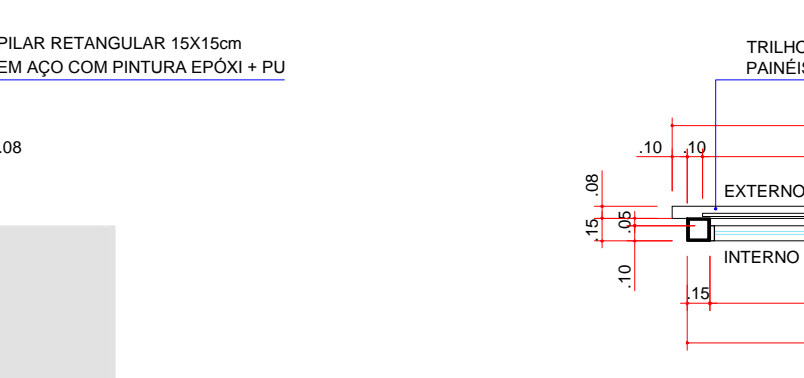 PILAR RETANGULAR 15X15cm
EM AÇO COM PINTURA EPÓXI + PU
.08
TRILHO
PAINÉIS
.10
.10
.08
EXTERNO
.15
.05
INTERNO
.10
.15